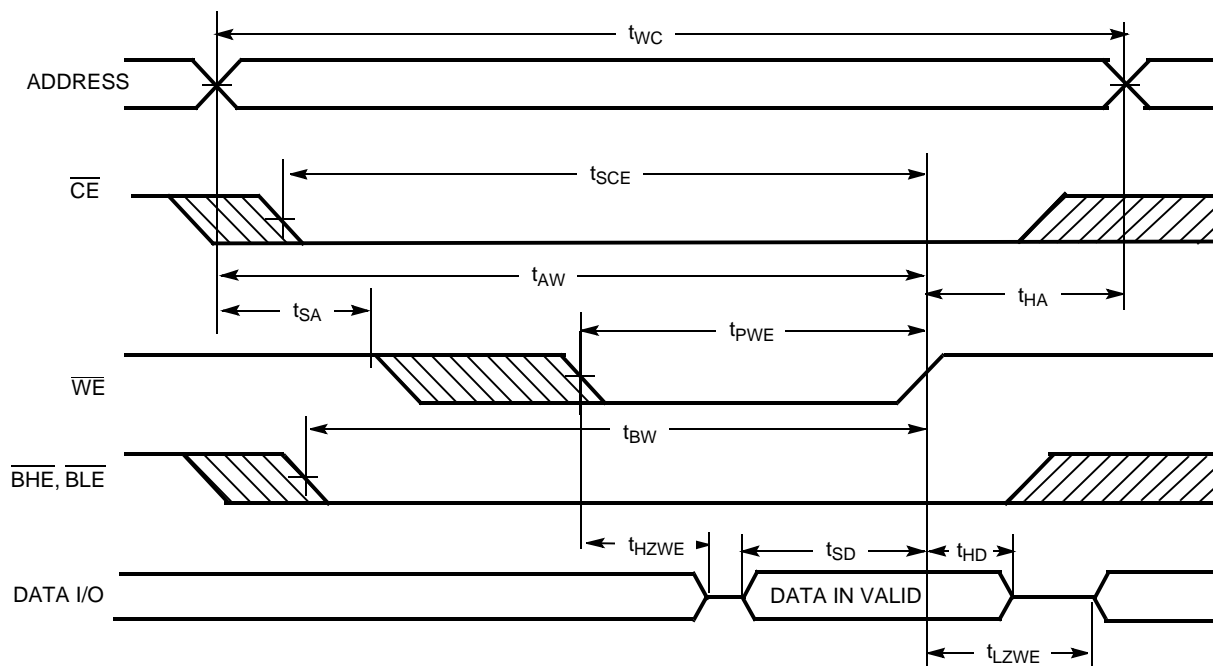 tWC
ADDRESS
tSCE
CE
tAW
tSA
tHA
tPWE
WE
tBW
BHE, BLE
tHZWE
tSD
tHD
DATA I/O
DATA IN VALID
tLZWE